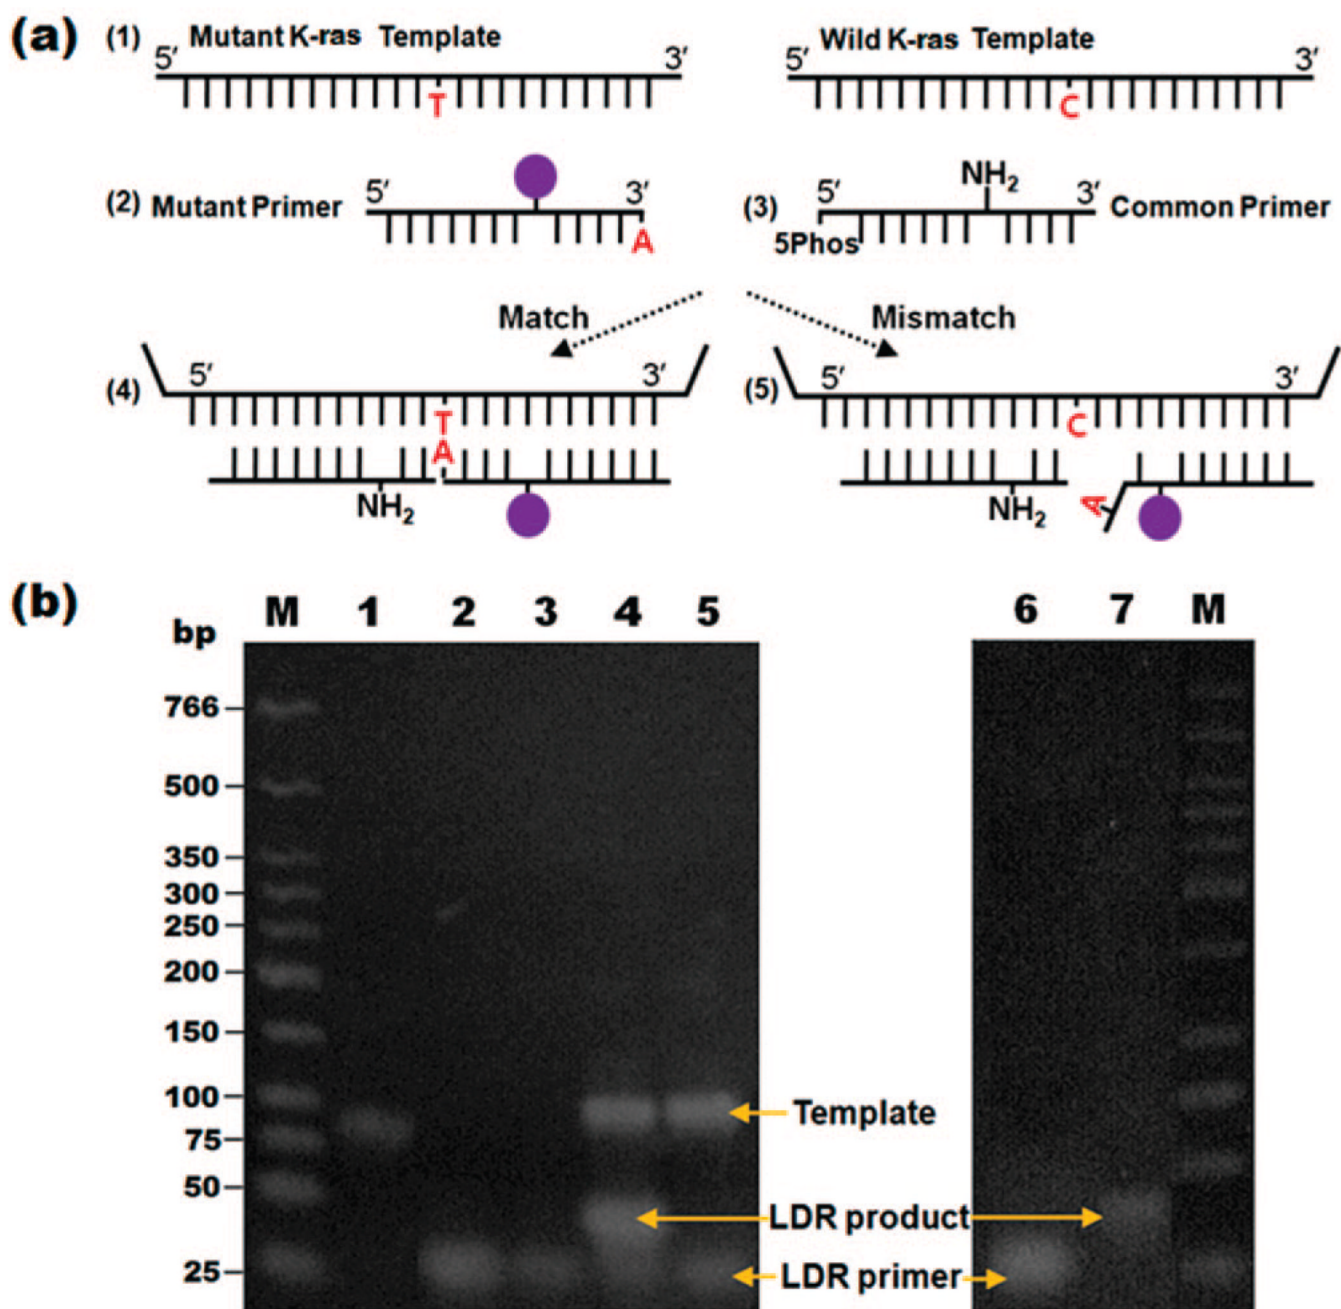 (a) (1) Mutant K-ras Template
5′ 3′
T
Wild K-ras Template
5′ 3′
C
(2) Mutant Primer 5′ 3′
A
(3) 5′ NH2 3′ Common Primer
5Phos
Match Mismatch
(4) 5′ 3′
T
A
NH2
(5) 5′ 3′
C
A
NH2
(b) M 1 2 3 4 5 6 7 M
bp
766
500
350
300
250
200
150
100
75
50
25
Template
LDR product
LDR primer